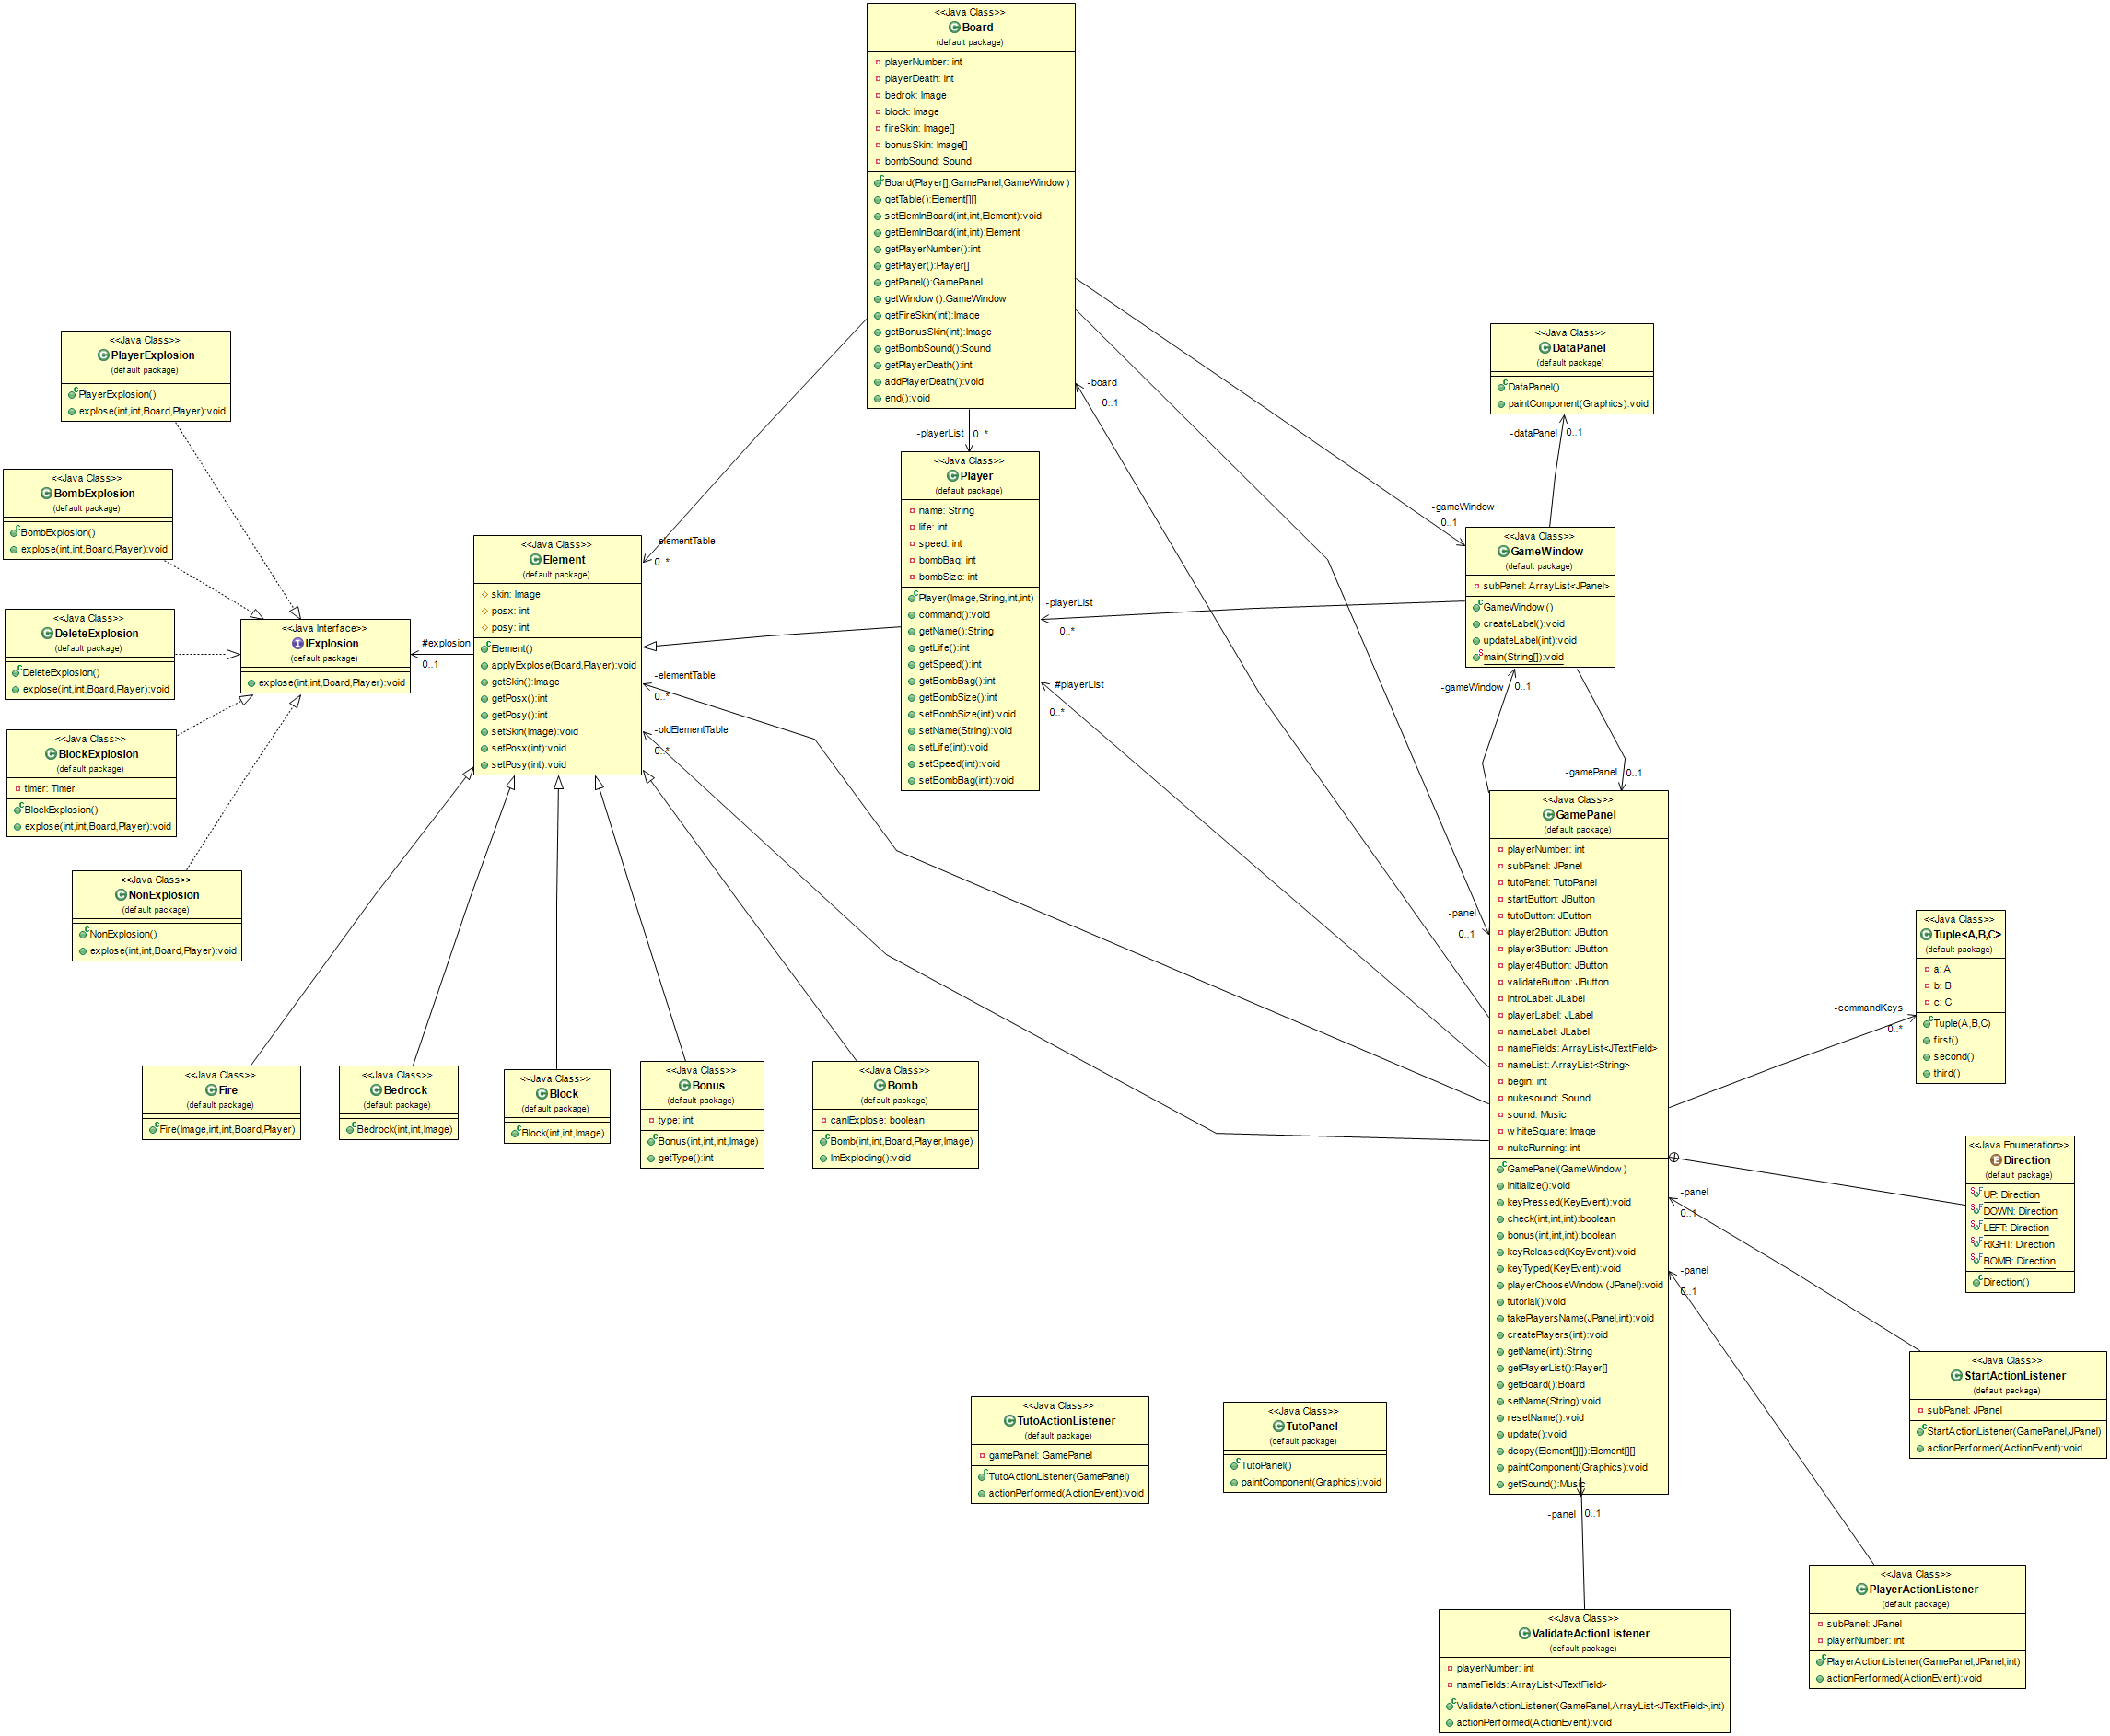 <<Java Class>>
Board
(default package)
playerNumber: int
playerDeath: int
bedrok: Image
block: Image
fireSkin: Image[]
bonusSkin: Image[]
bombSound: Sound
Board(Player[],GamePanel,GameWindow)
getTable():Element[][]
setElemInBoard(int,int,Element):void
getElemInBoard(int,int):Element
getPlayerNumber():int
getPlayer():Player[]
getPanel():GamePanel
getWindow():GameWindow
getFireSkin(int):Image
getBonusSkin(int):Image
getBombSound():Sound
getPlayerDeath():int
addPlayerDeath():void
end():void
-board
0..1
-playerList
0..*
<<Java Class>>
PlayerExplosion
(default package)
PlayerExplosion()
explose(int,int,Board,Player):void
<<Java Class>>
BombExplosion
(default package)
BombExplosion()
explose(int,int,Board,Player):void
<<Java Class>>
DeleteExplosion
(default package)
DeleteExplosion()
explose(int,int,Board,Player):void
<<Java Class>>
BlockExplosion
(default package)
timer: Timer
BlockExplosion()
explose(int,int,Board,Player):void
<<Java Class>>
NonExplosion
(default package)
NonExplosion()
explose(int,int,Board,Player):void
<<Java Interface>>
IExplosion
(default package)
explose(int,int,Board,Player):void
#explosion
0..1
<<Java Class>>
Element
(default package)
skin: Image
posx: int
posy: int
Element()
applyExplose(Board,Player):void
getSkin():Image
getPosx():int
getPosy():int
setSkin(Image):void
setPosx(int):void
setPosy(int):void
-elementTable
0..*
-elementTable
0..*
-oldElementTable
0..*
<<Java Class>>
Player
(default package)
name: String
life: int
speed: int
bombBag: int
bombSize: int
Player(Image,String,int,int)
command():void
getName():String
getLife():int
getSpeed():int
getBombBag():int
getBombSize():int
setBombSize(int):void
setName(String):void
setLife(int):void
setSpeed(int):void
setBombBag(int):void
-playerList
0..*
#playerList
0..*
<<Java Class>>
DataPanel
(default package)
DataPanel()
paintComponent(Graphics):void
-dataPanel
0..1
-gameWindow
0..1
<<Java Class>>
GameWindow
(default package)
subPanel: ArrayList<JPanel>
GameWindow()
createLabel():void
updateLabel(int):void
main(String[]):void
-gameWindow
0..1
-gamePanel
0..1
-panel
0..1
<<Java Class>>
GamePanel
(default package)
playerNumber: int
subPanel: JPanel
tutoPanel: TutoPanel
startButton: JButton
tutoButton: JButton
player2Button: JButton
player3Button: JButton
player4Button: JButton
validateButton: JButton
introLabel: JLabel
playerLabel: JLabel
nameLabel: JLabel
nameFields: ArrayList<JTextField>
nameList: ArrayList<String>
begin: int
nukesound: Sound
sound: Music
whiteSquare: Image
nukeRunning: int
GamePanel(GameWindow)
initialize():void
keyPressed(KeyEvent):void
check(int,int,int):boolean
bonus(int,int,int):boolean
keyReleased(KeyEvent):void
keyTyped(KeyEvent):void
playerChooseWindow(JPanel):void
tutorial():void
takePlayersName(JPanel,int):void
createPlayers(int):void
getName(int):String
getPlayerList():Player[]
getBoard():Board
setName(String):void
resetName():void
update():void
dcopy(Element[][]):Element[][]
paintComponent(Graphics):void
getSound():Music
-commandKeys
0..*
<<Java Class>>
Tuple<A,B,C>
(default package)
a: A
b: B
c: C
Tuple(A,B,C)
first()
second()
third()
<<Java Enumeration>>
Direction
(default package)
UP: Direction
DOWN: Direction
LEFT: Direction
RIGHT: Direction
BOMB: Direction
Direction()
-panel
0..1
-panel
0..1
<<Java Class>>
Fire
(default package)
Fire(Image,int,int,Board,Player)
<<Java Class>>
Bedrock
(default package)
Bedrock(int,int,Image)
<<Java Class>>
Block
(default package)
Block(int,int,Image)
<<Java Class>>
Bonus
(default package)
type: int
Bonus(int,int,int,Image)
getType():int
<<Java Class>>
Bomb
(default package)
canIExplose: boolean
Bomb(int,int,Board,Player,Image)
ImExploding():void
<<Java Class>>
StartActionListener
(default package)
subPanel: JPanel
StartActionListener(GamePanel,JPanel)
actionPerformed(ActionEvent):void
<<Java Class>>
TutoActionListener
(default package)
gamePanel: GamePanel
TutoActionListener(GamePanel)
actionPerformed(ActionEvent):void
<<Java Class>>
TutoPanel
(default package)
TutoPanel()
paintComponent(Graphics):void
-panel
0..1
<<Java Class>>
PlayerActionListener
(default package)
subPanel: JPanel
playerNumber: int
PlayerActionListener(GamePanel,JPanel,int)
actionPerformed(ActionEvent):void
<<Java Class>>
ValidateActionListener
(default package)
playerNumber: int
nameFields: ArrayList<JTextField>
ValidateActionListener(GamePanel,ArrayList<JTextField>,int)
actionPerformed(ActionEvent):void